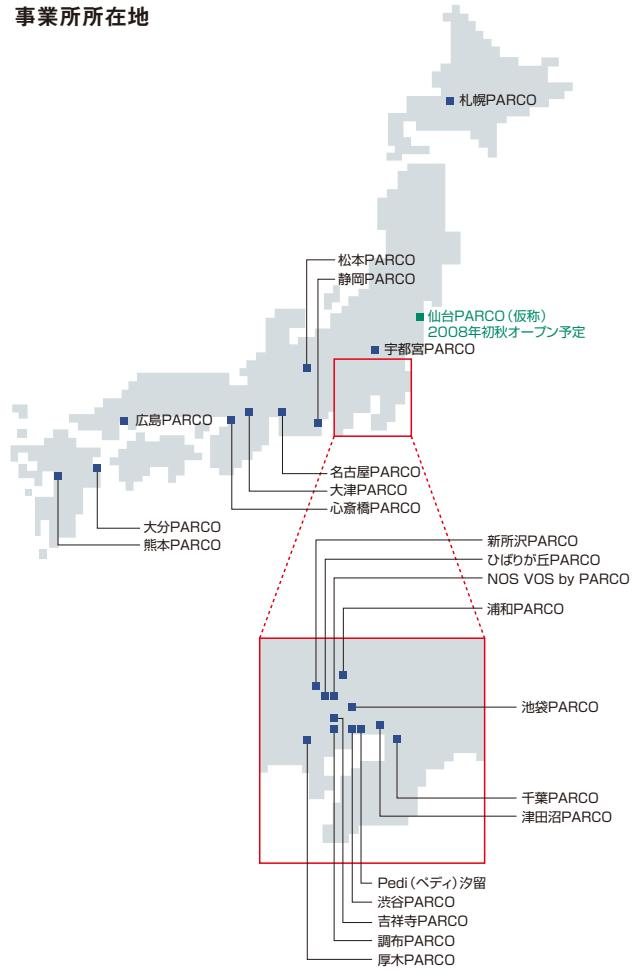 事業所所在地
札幌PARCO
松本PARCO
静岡PARCO
仙台PARCO(仮称)
2008年初秋オープン予定
宇都宮PARCO
広島PARCO
名古屋PARCO
大津PARCO
心斎橋PARCO
大分PARCO
熊本PARCO
新所沢PARCO
ひばりが丘PARCO
NOS VOS by PARCO
浦和PARCO
池袋PARCO
千葉PARCO
津田沼PARCO
Pedi(ペディ)汐留
渋谷PARCO
吉祥寺PARCO
調布PARCO
厚木PARCO